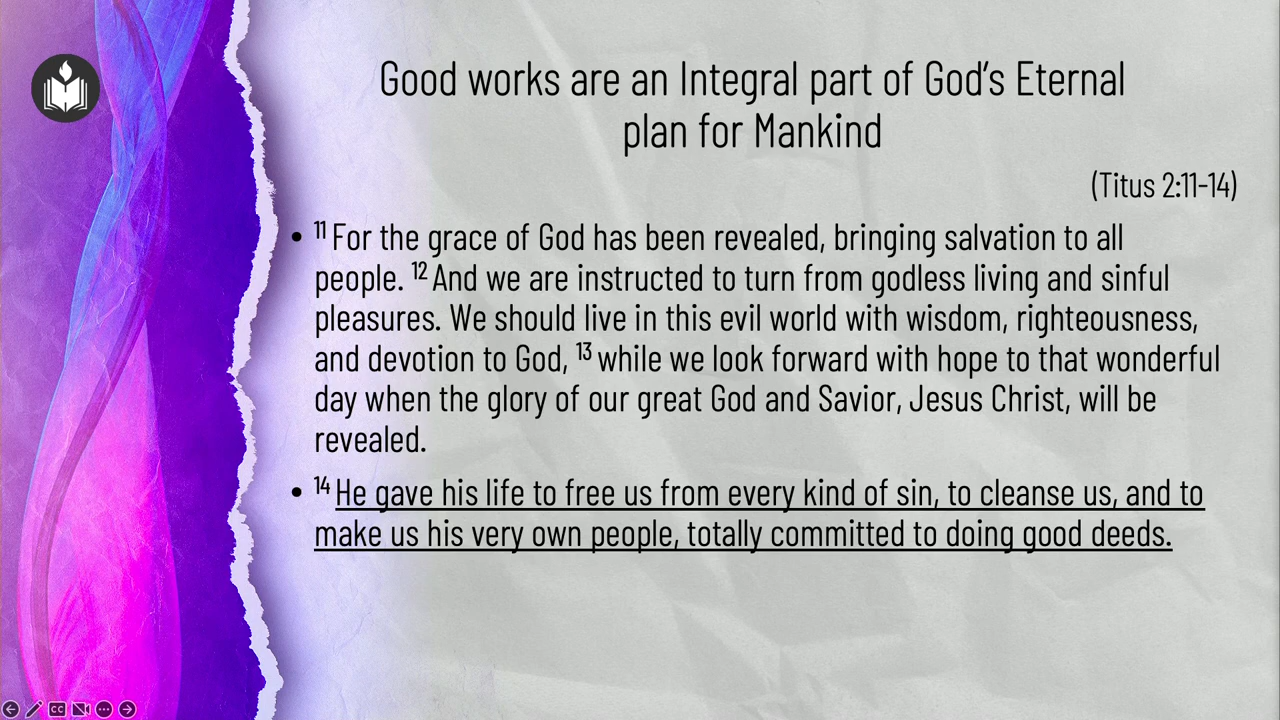 Good works are an Integral part of God's Eternal
plan for Mankind
(Titus 2:11-14)
• ¹¹ For the grace of God has been revealed, bringing salvation to all
people. ¹² And we are instructed to turn from godless living and sinful
pleasures. We should live in this evil world with wisdom, righteousness,
and devotion to God, ¹³ while we look forward with hope to that wonderful
day when the glory of our great God and Savior, Jesus Christ, will be
revealed.
• ¹⁴ He gave his life to free us from every kind of sin, to cleanse us, and to
make us his very own people, totally committed to doing good deeds.
CC